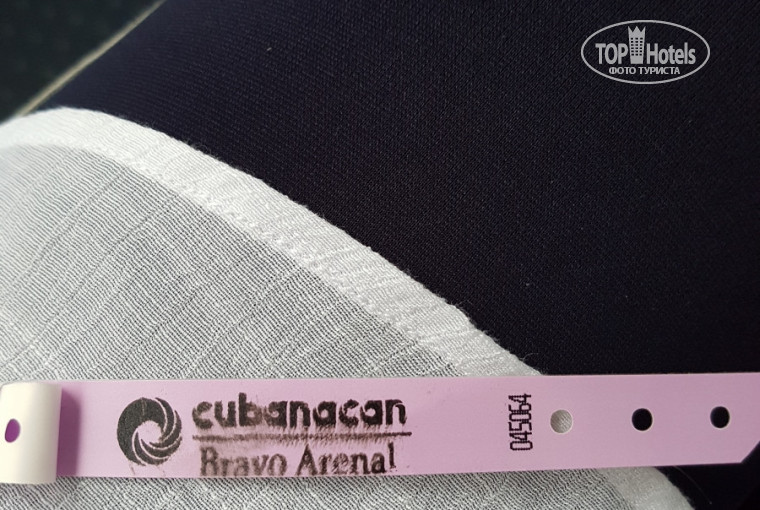 TOP Hotels
ФОТО ТУРИСТА
cubanacan
Bravo Arenal
045064